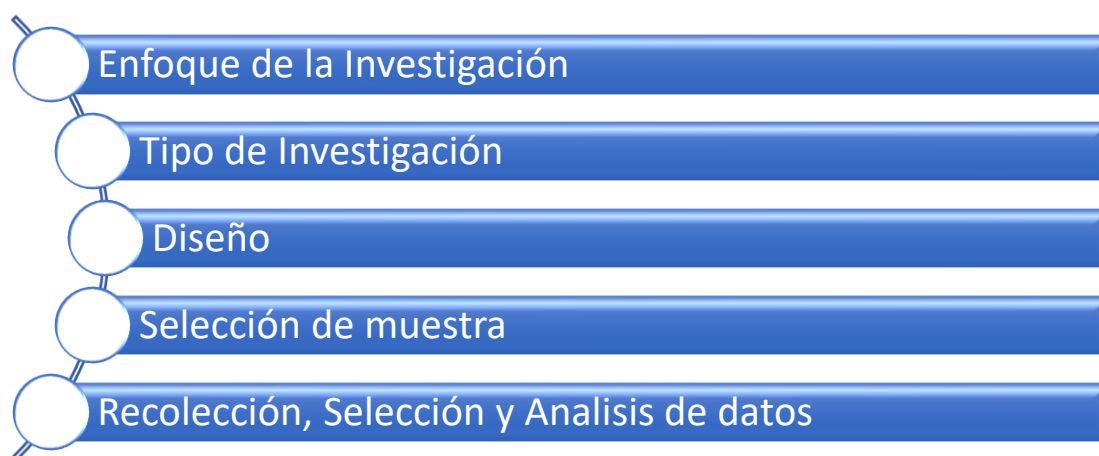 Enfoque de la Investigación
Tipo de Investigación
Diseño
Selección de muestra
Recolección, Selección y Analisis de datos